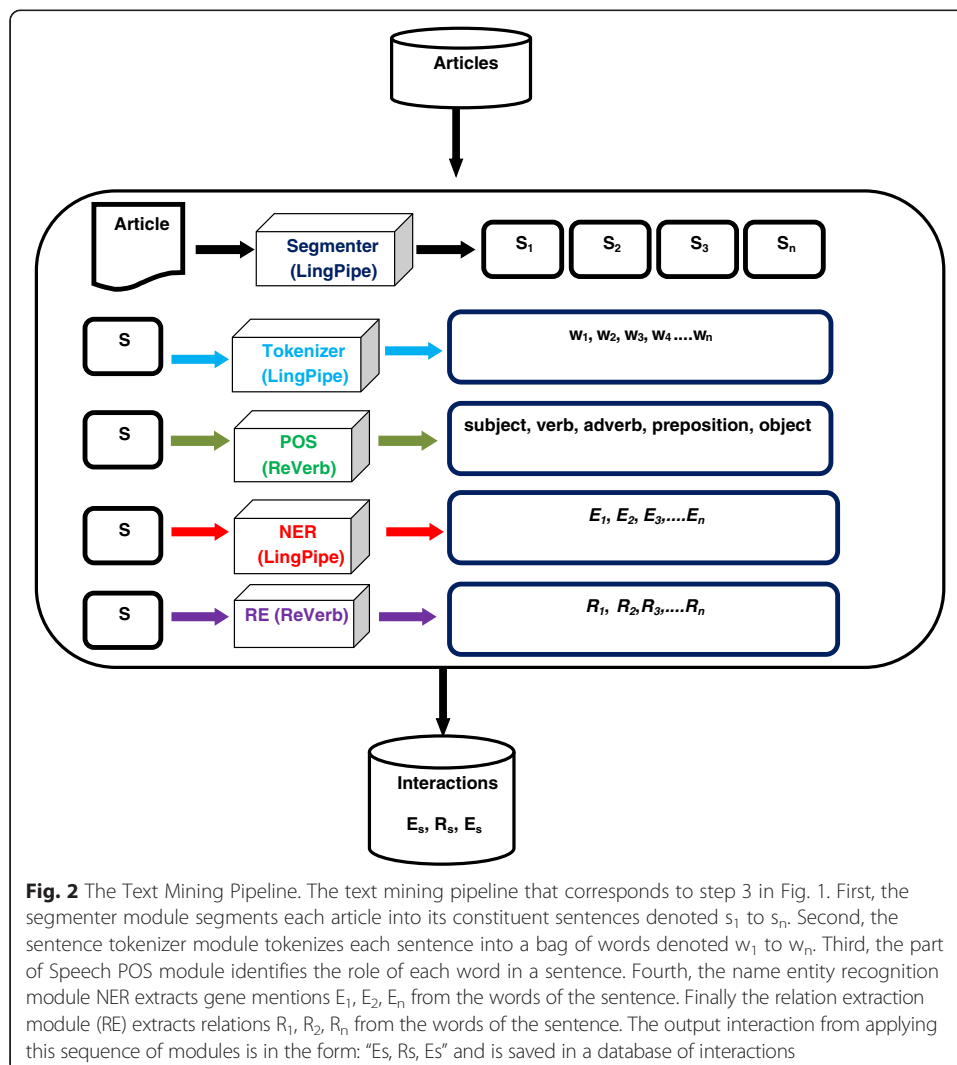 Articles
Article
Segmenter
(LingPipe)
S₁ S₂ S₃ Sₙ
S
Tokenizer
(LingPipe)
w₁, w₂, w₃, w₄ ....wₙ
S
POS
(ReVerb)
subject, verb, adverb, preposition, object
S
NER
(LingPipe)
E₁, E₂, E₃,....Eₙ
S
RE (ReVerb)
R₁, R₂,R₃,....Rₙ
Interactions
Eₛ, Rₛ, Eₛ
Fig. 2 The Text Mining Pipeline. The text mining pipeline that corresponds to step 3 in Fig. 1. First, the
segmenter module segments each article into its constituent sentences denoted s₁ to sₙ. Second, the
sentence tokenizer module tokenizes each sentence into a bag of words denoted w₁ to wₙ. Third, the part
of Speech POS module identifies the role of each word in a sentence. Fourth, the name entity recognition
module NER extracts gene mentions E₁, E₂, Eₙ from the words of the sentence. Finally the relation extraction
module (RE) extracts relations R₁, R₂, Rₙ from the words of the sentence. The output interaction from applying
this sequence of modules is in the form: “Es, Rs, Es” and is saved in a database of interactions